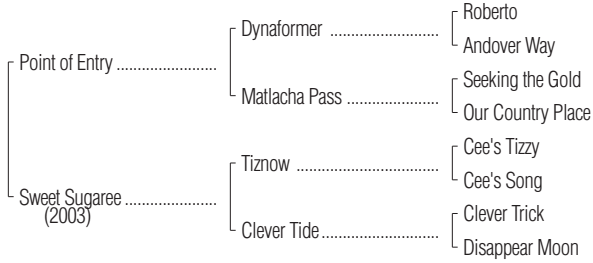 Roberto
Dynaformer
Andover Way
Point of Entry
Seeking the Gold
Matlacha Pass
Our Country Place
Cee's Tizzy
Tiznow
Cee's Song
Sweet Sugaree
(2003)
Clever Trick
Clever Tide
Disappear Moon